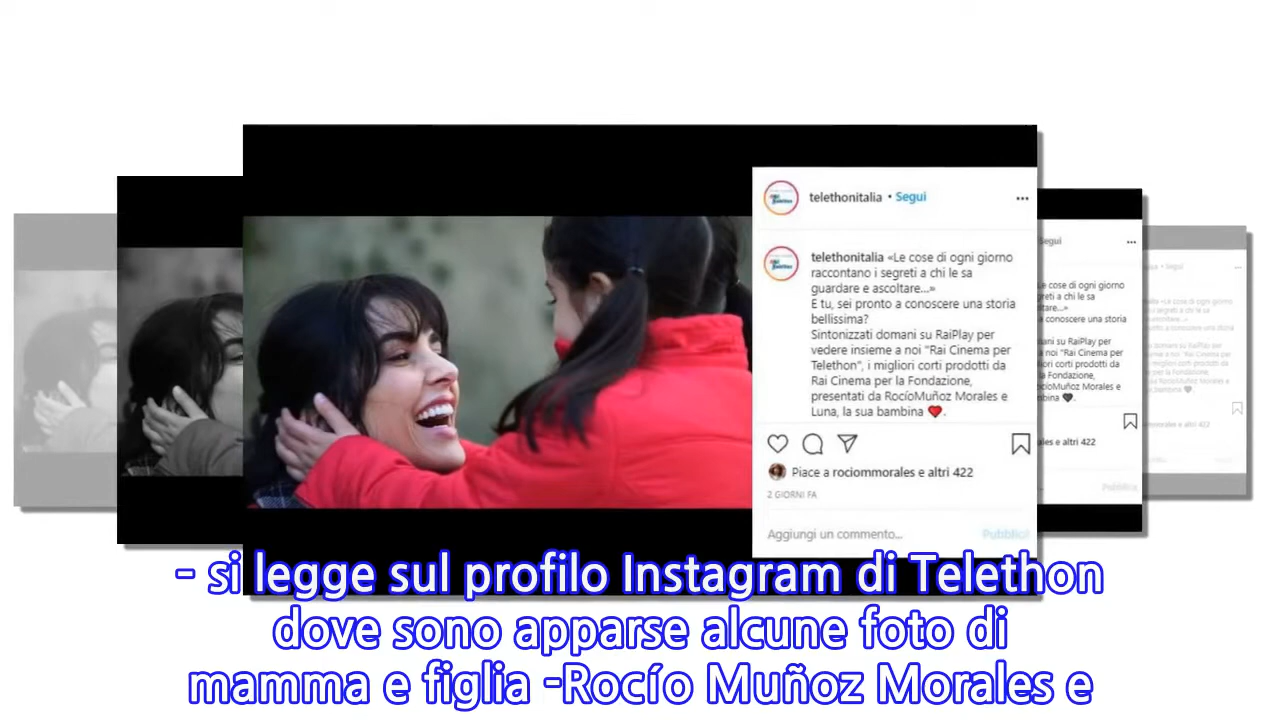 telethonitalia • Segui
telethonitalia «Le cose di ogni giorno
raccontano i segreti a chi le sa
guardare e ascoltare...»
E tu, sei pronto a conoscere una storia
bellissima?
Sintonizzati domani su RaiPlay per
vedere insieme a noi "Rai Cinema per
Telethon", i migliori corti prodotti da
Rai Cinema per la Fondazione,
presentati da RocíoMuñoz Morales e
Luna, la sua bambina ❤.
Piace a rociommorales e altri 422
2 GIORNI FA
Aggiungi un commento...
Pubblica
- si legge sul profilo Instagram di Telethon
dove sono apparse alcune foto di
mamma e figlia -Rocío Muñoz Morales e